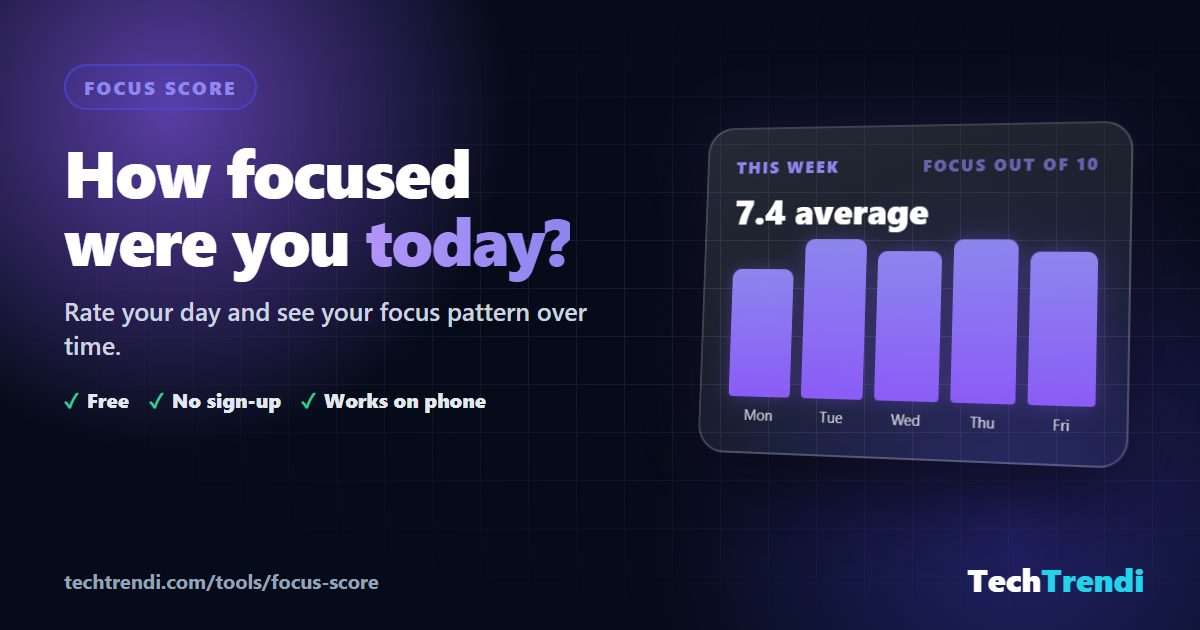 FOCUS SCORE
How focused
were you today?
Rate your day and see your focus pattern over
time.
✓ Free ✓ No sign-up ✓ Works on phone
THIS WEEK FOCUS OUT OF 10
7.4 average
Mon Tue Wed Thu Fri
techtrendi.com/tools/focus-score
TechTrendi